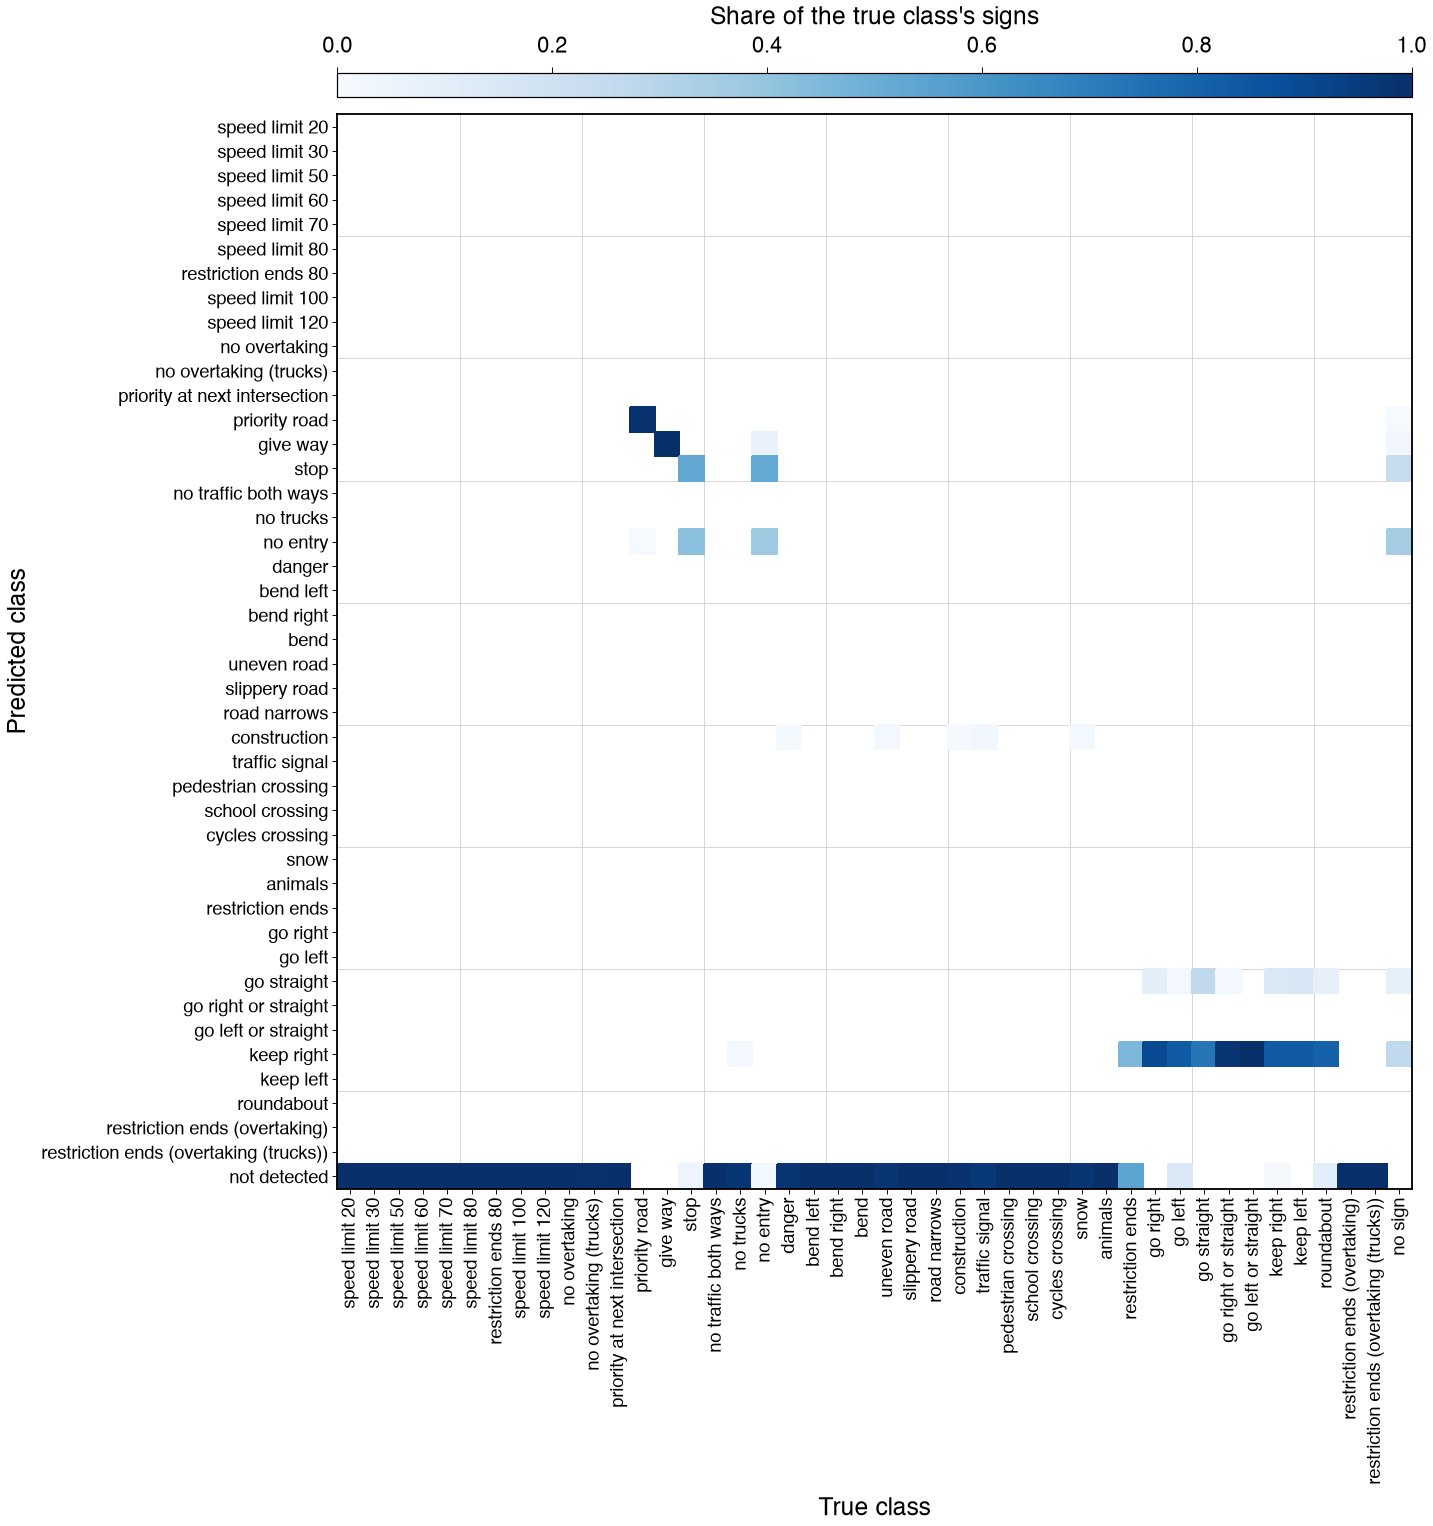 Share of the true class's signs
0.0 0.2 0.4 0.6 0.8 1.0
Predicted class
speed limit 20
speed limit 30
speed limit 50
speed limit 60
speed limit 70
speed limit 80
restriction ends 80
speed limit 100
speed limit 120
no overtaking
no overtaking (trucks)
priority at next intersection
priority road
give way
stop
no traffic both ways
no trucks
no entry
danger
bend left
bend right
bend
uneven road
slippery road
road narrows
construction
traffic signal
pedestrian crossing
school crossing
cycles crossing
snow
animals
restriction ends
go right
go left
go straight
go right or straight
go left or straight
keep right
keep left
roundabout
restriction ends (overtaking)
restriction ends (overtaking (trucks))
not detected
speed limit 20
speed limit 30
speed limit 50
speed limit 60
speed limit 70
speed limit 80
restriction ends 80
speed limit 100
speed limit 120
no overtaking
no overtaking (trucks)
priority at next intersection
priority road
give way
stop
no traffic both ways
no trucks
no entry
danger
bend left
bend right
bend
uneven road
slippery road
road narrows
construction
traffic signal
pedestrian crossing
school crossing
cycles crossing
snow
animals
restriction ends
go right
go left
go straight
go right or straight
go left or straight
keep right
keep left
roundabout
restriction ends (overtaking)
restriction ends (overtaking (trucks))
no sign
True class